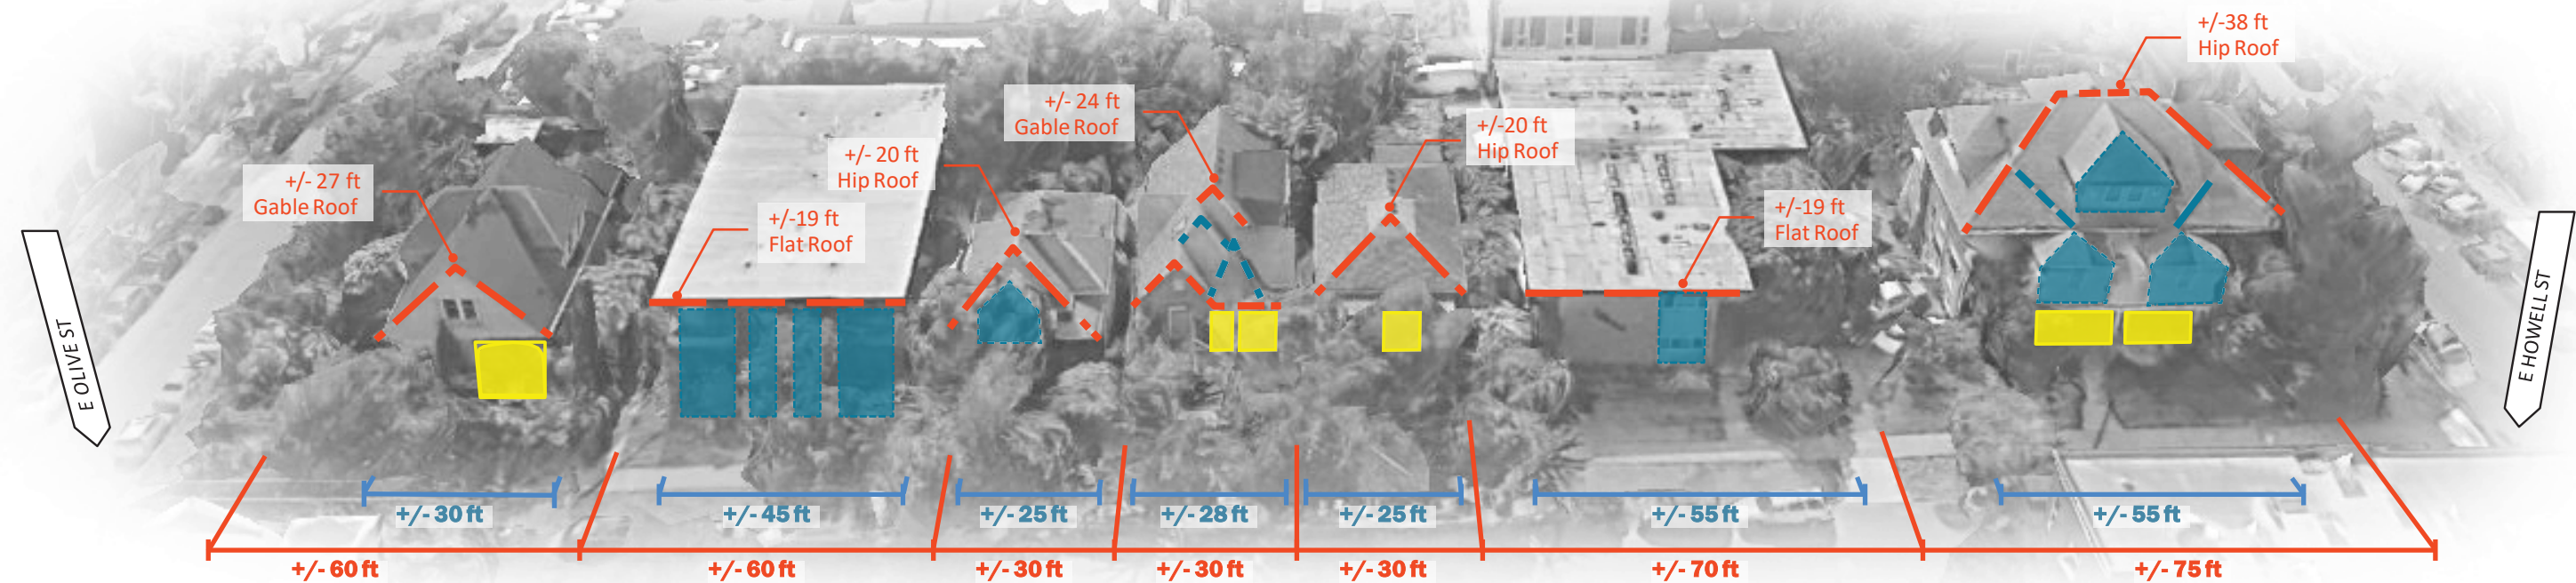 +/-38 ft
Hip Roof
+/- 24 ft
Gable Roof
+/-20 ft
Hip Roof
+/- 20 ft
Hip Roof
+/- 27 ft
Gable Roof
+/-19 ft
Flat Roof
+/-19 ft
Flat Roof
E OLIVE ST
E HOWELL ST
+/- 30 ft
+/- 45 ft
+/- 25 ft
+/- 28 ft
+/- 25 ft
+/- 55 ft
+/- 55 ft
+/- 60 ft
+/- 60 ft
+/- 30 ft
+/- 30 ft
+/- 30 ft
+/- 70 ft
+/- 75 ft